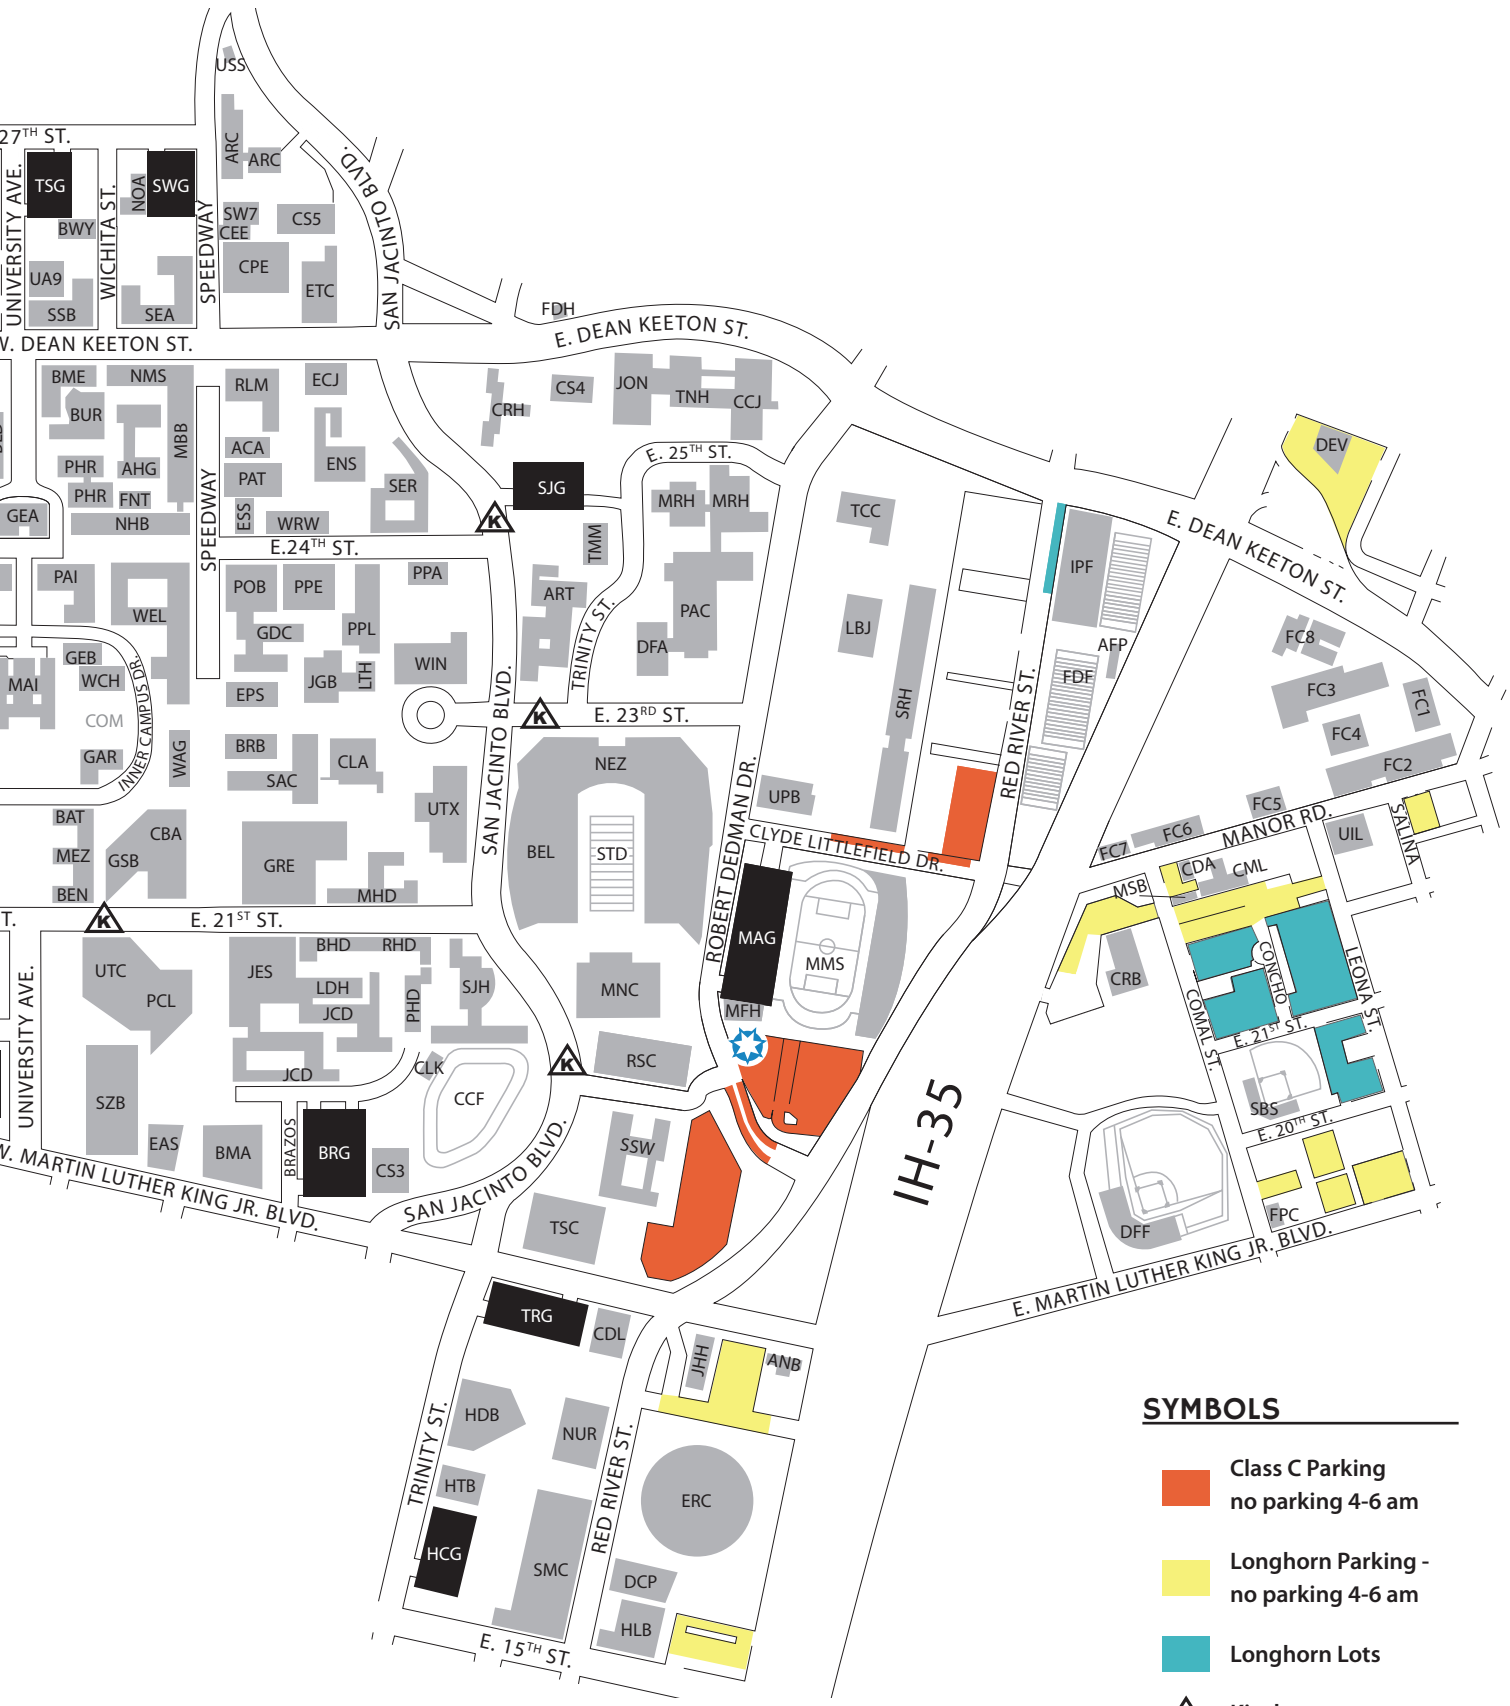 USS
27TH ST.
ARC
ARC
SAN JACINTO BLVD.
UNIVERSITY AVE.
TSG
WICHITA ST.
NOA
SWG
SPEEDWAY
BWY
SW7
CEE
CS5
UA9
CPE
ETC
SSB
SEA
FDH
E. DEAN KEETON ST.
W. DEAN KEETON ST.
BME
NMS
RLM
ECJ
CRH
CS4
JON
TNH
CCJ
BUR
MBB
ACA
ENS
PHR
AHG
PAT
SER
E. 25TH ST.
DEV
PHR
FNT
SJG
MRH
MRH
TCC
GEA
NHB
ESS
WRW
K
SPEEDWAY
E.24TH ST.
TMM
E. DEAN KEETON ST.
PAI
POB
PPE
PPA
IPF
WEL
GDC
PPL
ART
TRINITY ST.
PAC
LBJ
AFP
FC8
GEB
MAI
WCH
JGB
LTH
WIN
DFA
FDF
FC3
FC1
EPS
SRH
COM
INNER CAMPUS DR.
SAN JACINTO BLVD.
K
E. 23RD ST.
RED RIVER ST.
FC4
GAR
WAG
BRB
SAC
CLA
NEZ
ROBERT DEDMAN DR.
UPB
FC2
BAT
CBA
UTX
FC5
MANOR RD.
SALINA
MEZ
GSB
GRE
BEL
STD
CLYDE LITTLEFIELD DR.
FC7
FC6
UIL
BEN
MHD
MSB
CDA
CML
K
E. 21ST ST.
T.
MAG
MMS
UTC
PCL
JES
BHD
RHD
LDH
JCD
PHD
SJH
MNC
CRB
CONCHO
LEONA ST.
COMAL ST.
UNIVERSITY AVE.
MFH
E. 21ST ST.
JCD
CLK
K
RSC
SZB
CCF
IH-35
SBS
EAS
BMA
BRAZOS
BRG
CS3
SSW
E. 20TH ST.
W. MARTIN LUTHER KING JR. BLVD.
SAN JACINTO BLVD.
TSC
DFF
FPC
E. MARTIN LUTHER KING JR. BLVD.
TRG
CDL
JHH
ANB
HDB
NUR
TRINITY ST.
RED RIVER ST.
HTB
ERC
HCG
SMC
DCP
HLB
E. 15TH ST.
SYMBOLS
Class C Parking
no parking 4-6 am
Longhorn Parking -
no parking 4-6 am
Longhorn Lots